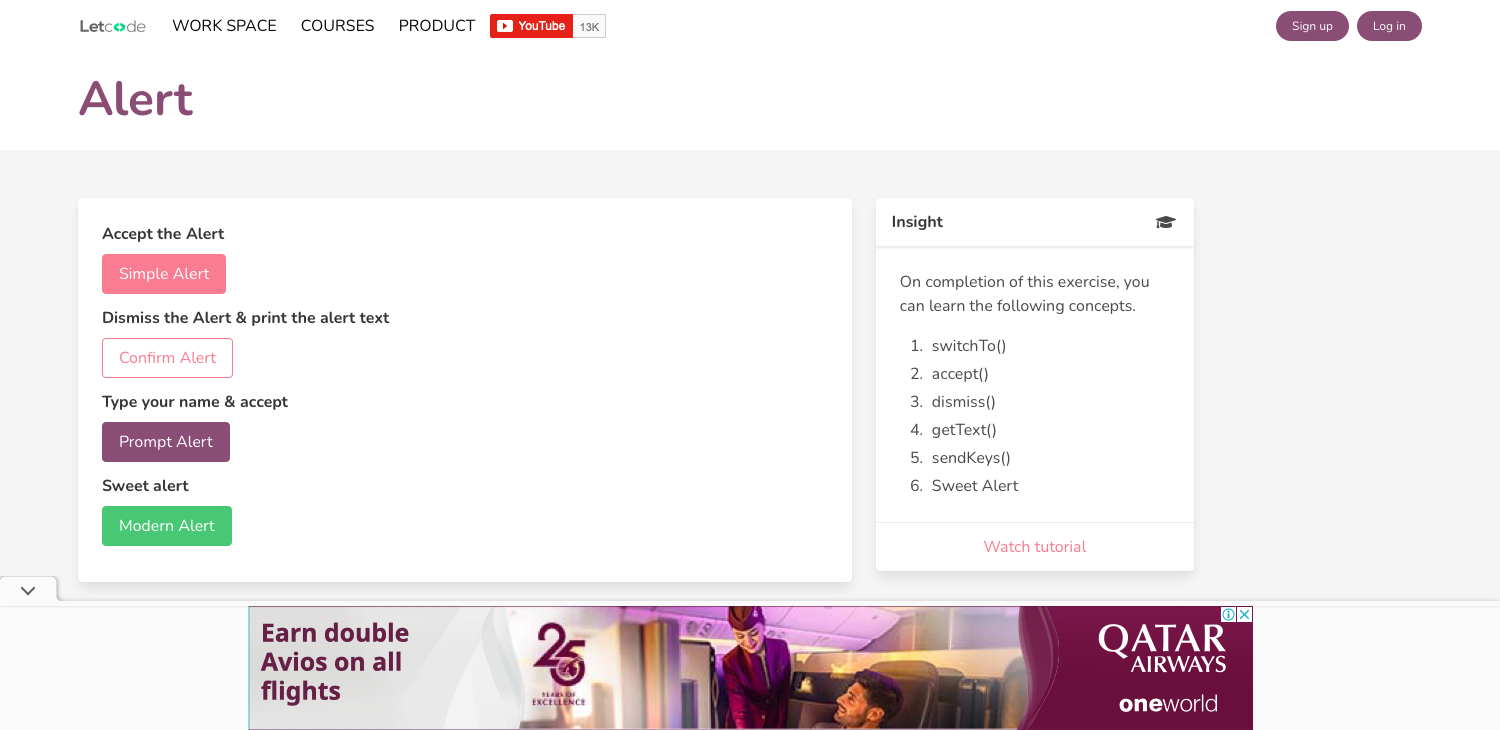 Letcode WORK SPACE COURSES PRODUCT YouTube 13K Sign up Log in
Alert
Accept the Alert
Simple Alert
Dismiss the Alert & print the alert text
Confirm Alert
Type your name & accept
Prompt Alert
Sweet alert
Modern Alert
Insight
On completion of this exercise, you
can learn the following concepts.
1. switchTo()
2. accept()
3. dismiss()
4. getText()
5. sendKeys()
6. Sweet Alert
Watch tutorial
Earn double
Avios on all
flights
25
YEARS OF
EXCELLENCE
QATAR
AIRWAYS
oneworld